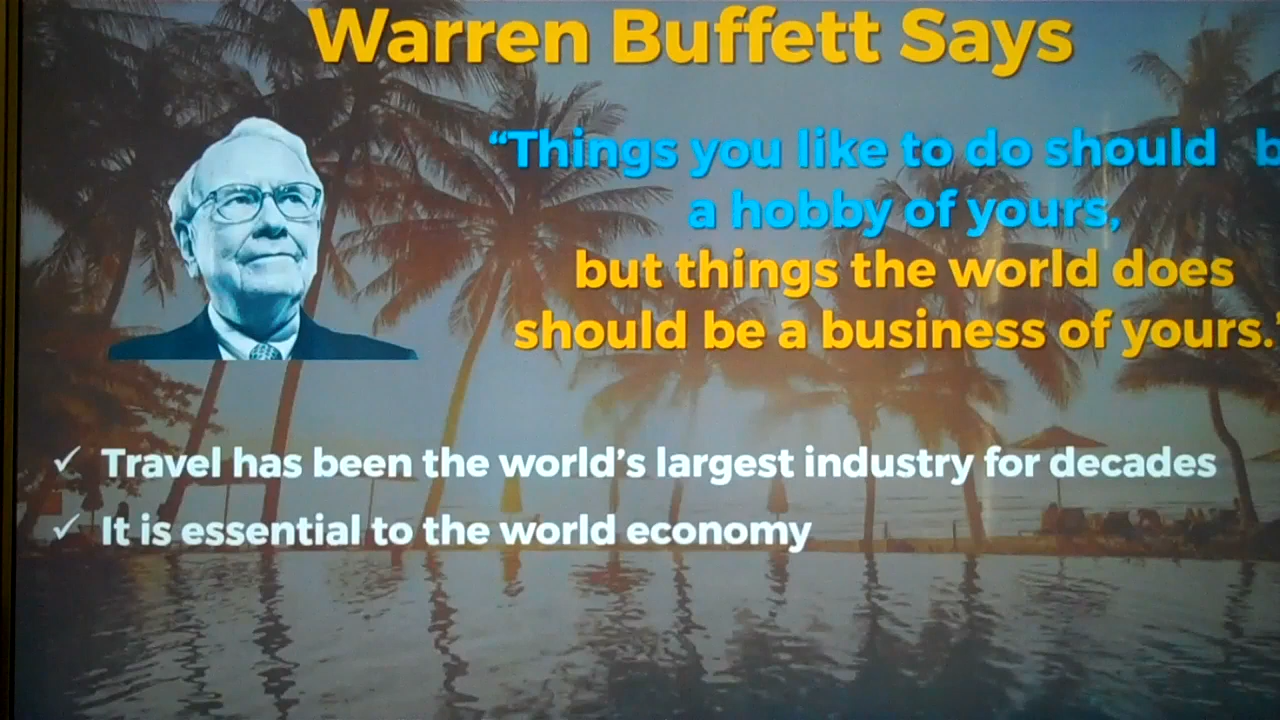 Warren Buffett Says
“Things you like to do should b
a hobby of yours,
but things the world does
should be a business of yours.”
✓ Travel has been the world’s largest industry for decades
✓ It is essential to the world economy